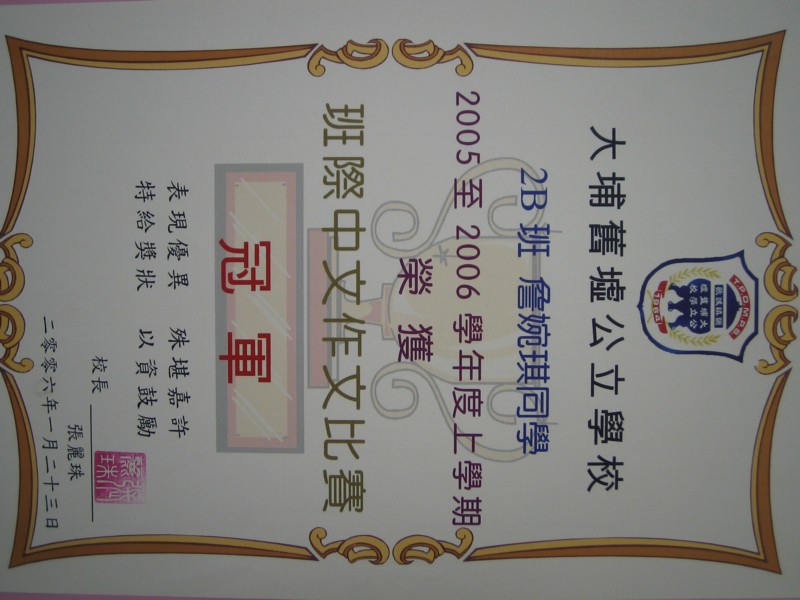 T.P.O.M.P.S.
大埔舊墟公立學校
2B班 詹婉琪同學
2005至2006學年度上學期
榮獲
班際中文作文比賽
冠軍
表現優異 殊堪嘉許
特給獎狀 以資鼓勵
校長
張麗珠
二零零六年一月二十三日